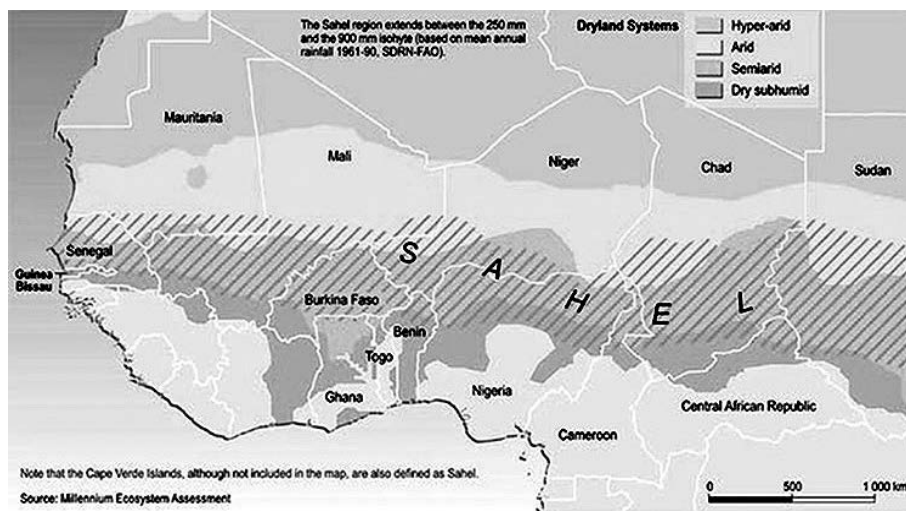 The Sahel region extends between the 250 mm
and the 900 mm isohyte (based on mean annual
rainfall 1961-90, SDRN-FAO).
Dryland Systems
Hyper-arid
Arid
Semiarid
Dry subhumid
Mauritania
Mali
Niger
Chad
Sudan
Senegal
Guinea
Bissau
S
A
H
E
L
Burkina Faso
Benin
Togo
Ghana
Nigeria
Cameroon
Central African Republic
Note that the Cape Verde Islands, although not included in the map, are also defined as Sahel.
Source: Millennium Ecosystem Assessment
0 500 1 000 km